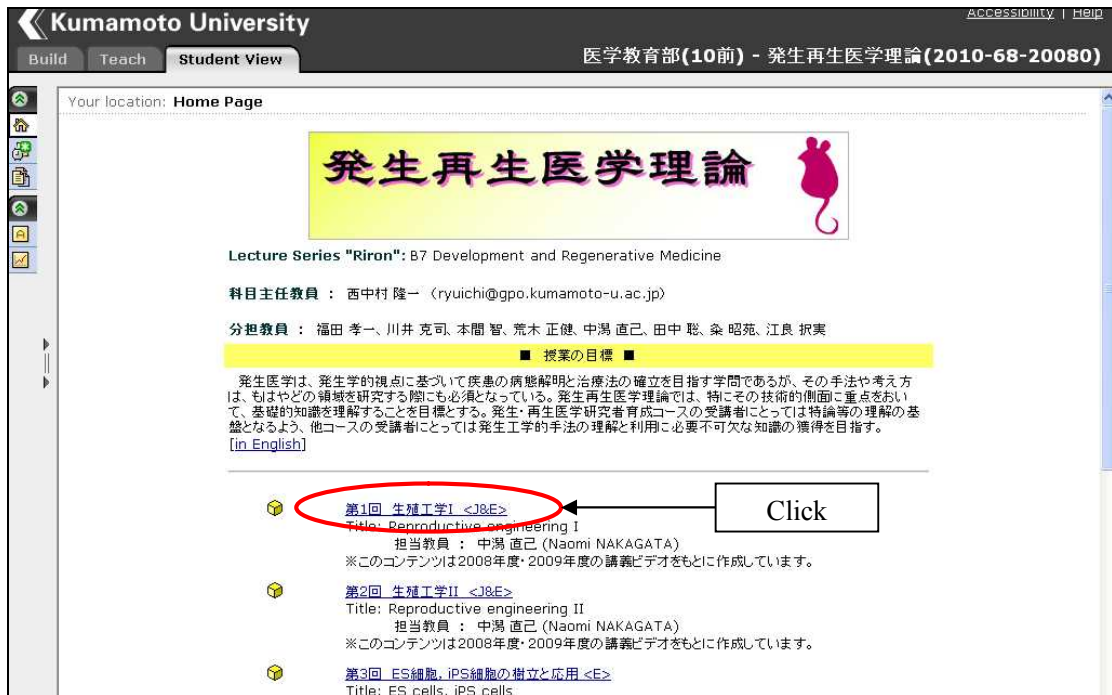 Accessibility | Help
Kumamoto University
Build Teach Student View 医学教育部(10前) - 発生再生医学理論(2010-68-20080)
Your location: Home Page
発生再生医学理論
Lecture Series "Riron": B7 Development and Regenerative Medicine
科目主任教員 : 西中村 隆一 (ryuichi@gpo.kumamoto-u.ac.jp)
分担教員 : 福田 孝一、川井 克司、本間 智、荒木 正健、中潟 直己、田中 聡、粂 昭苑、江良 択実
■ 授業の目標 ■
発生医学は、発生学的視点に基づいて疾患の病態解明と治療法の確立を目指す学問であるが、その手法や考え方
は、もはやどの領域を研究する際にも必須となっている。発生再生医学理論では、特にその技術的側面に重点をおい
て、基礎的知識を理解することを目標とする。発生・再生医学研究者育成コースの受講者にとっては特論等の理解の基
盤となるよう、他コースの受講者にとっては発生工学的手法の理解と利用に必要不可欠な知識の獲得を目指す。
[in English]
第1回 生殖工学I <J&E>
Click
Title: Reproductive engineering I
担当教員 : 中潟 直己 (Naomi NAKAGATA)
※このコンテンツは2008年度・2009年度の講義ビデオをもとに作成しています。
第2回 生殖工学II <J&E>
Title: Reproductive engineering II
担当教員 : 中潟 直己 (Naomi NAKAGATA)
※このコンテンツは2008年度・2009年度の講義ビデオをもとに作成しています。
第3回 ES細胞, iPS細胞の樹立と応用 <E>
Title: ES cells, iPS cells